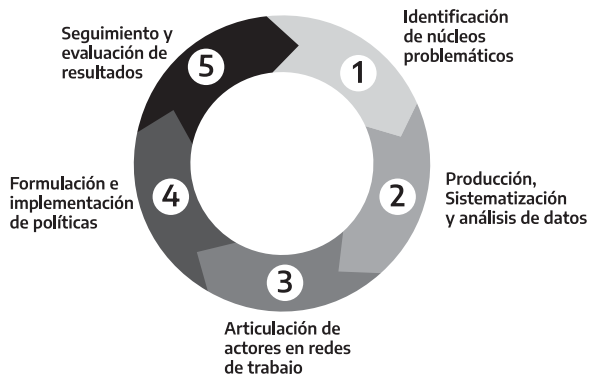 1
Identificación
de núcleos
problemáticos
2
Producción,
Sistematización
y análisis de datos
3
Articulación de
actores en redes
de trabajo
4
Formulación e
implementación
de políticas
5
Seguimiento y
evaluación de
resultados